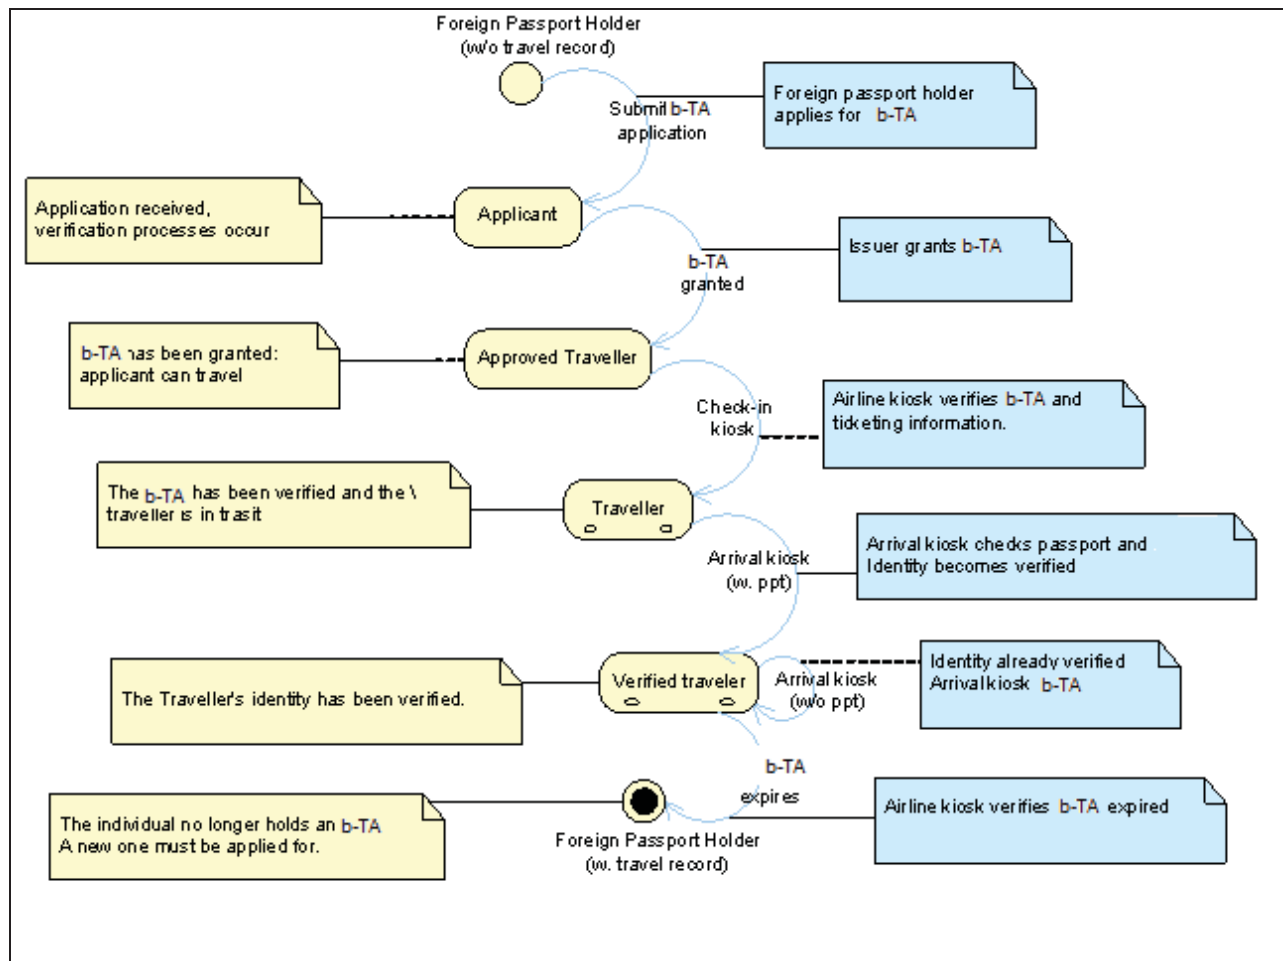 Foreign Passport Holder
(w/o travel record)
Submit b-TA
application
Foreign passport holder
applies for b-TA
Application received,
verification processes occur
Applicant
b-TA
granted
Issuer grants b-TA
b-TA has been granted:
applicant can travel
Approved Traveller
Check-in
kiosk
Airline kiosk verifies b-TA and
ticketing information.
The b-TA has been verified and the \
traveller is in trasit
Traveller
Arrival kiosk
(w. ppt)
Arrival kiosk checks passport and
Identity becomes verified
The Traveller's identity has been verified.
Verified traveler
Arrival kiosk
(w/o ppt)
Identity already verified
Arrival kiosk b-TA
b-TA
expires
Airline kiosk verifies b-TA expired
The individual no longer holds an b-TA
A new one must be applied for.
Foreign Passport Holder
(w. travel record)